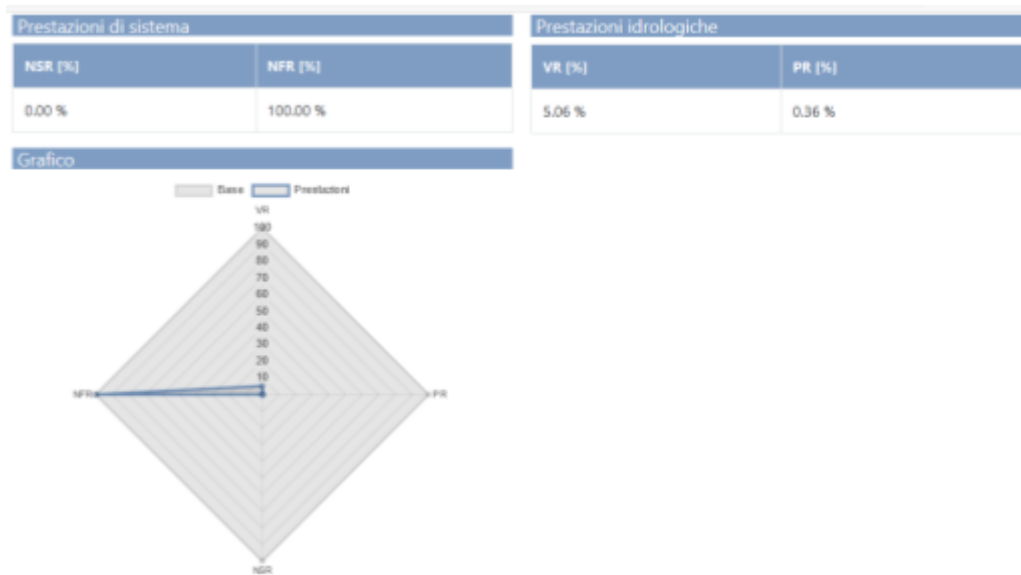 Prestazioni di sistema
NSR [%] NFR [%]
0.00 % 100.00 %
Prestazioni idrologiche
VR [%] PR [%]
5.06 % 0.36 %
Grafico
Base Prestazioni
VR
100
90
80
70
60
50
40
30
20
10
NFR PR
NSR